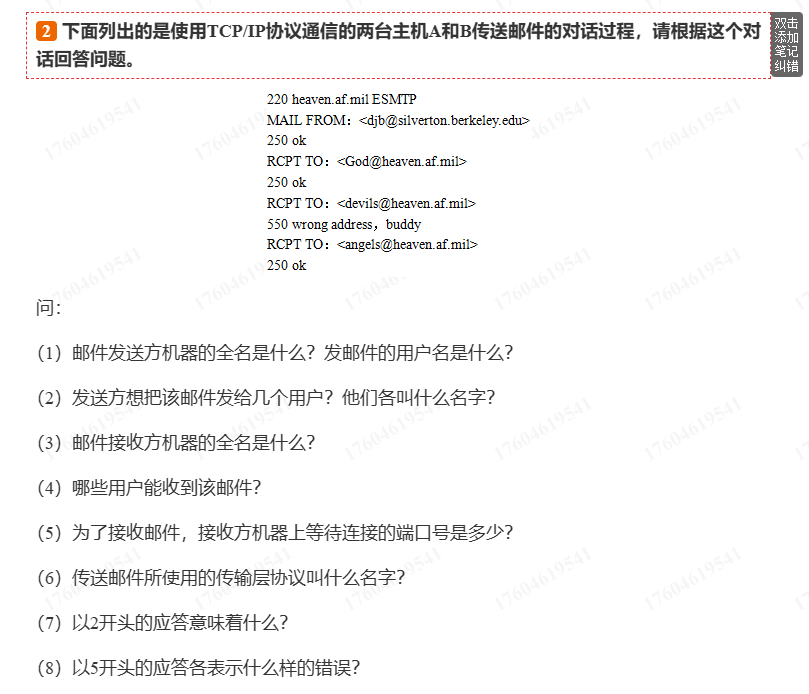 2 下面列出的是使用TCP/IP协议通信的两台主机A和B传送邮件的对话过程，请根据这个对
话回答问题。
双击
添加
笔记
纠错
220 heaven.af.mil ESMTP
MAIL FROM：<djb@silverton.berkeley.edu>
250 ok
RCPT TO：<God@heaven.af.mil>
250 ok
RCPT TO：<devils@heaven.af.mil>
550 wrong address，buddy
RCPT TO：<angels@heaven.af.mil>
250 ok
问：
（1）邮件发送方机器的全名是什么？发邮件的用户名是什么？
（2）发送方想把该邮件发给几个用户？他们各叫什么名字？
（3）邮件接收方机器的全名是什么？
（4）哪些用户能收到该邮件？
（5）为了接收邮件，接收方机器上等待连接的端口号是多少？
（6）传送邮件所使用的传输层协议叫什么名字？
（7）以2开头的应答意味着什么？
（8）以5开头的应答各表示什么样的错误？
17604619541